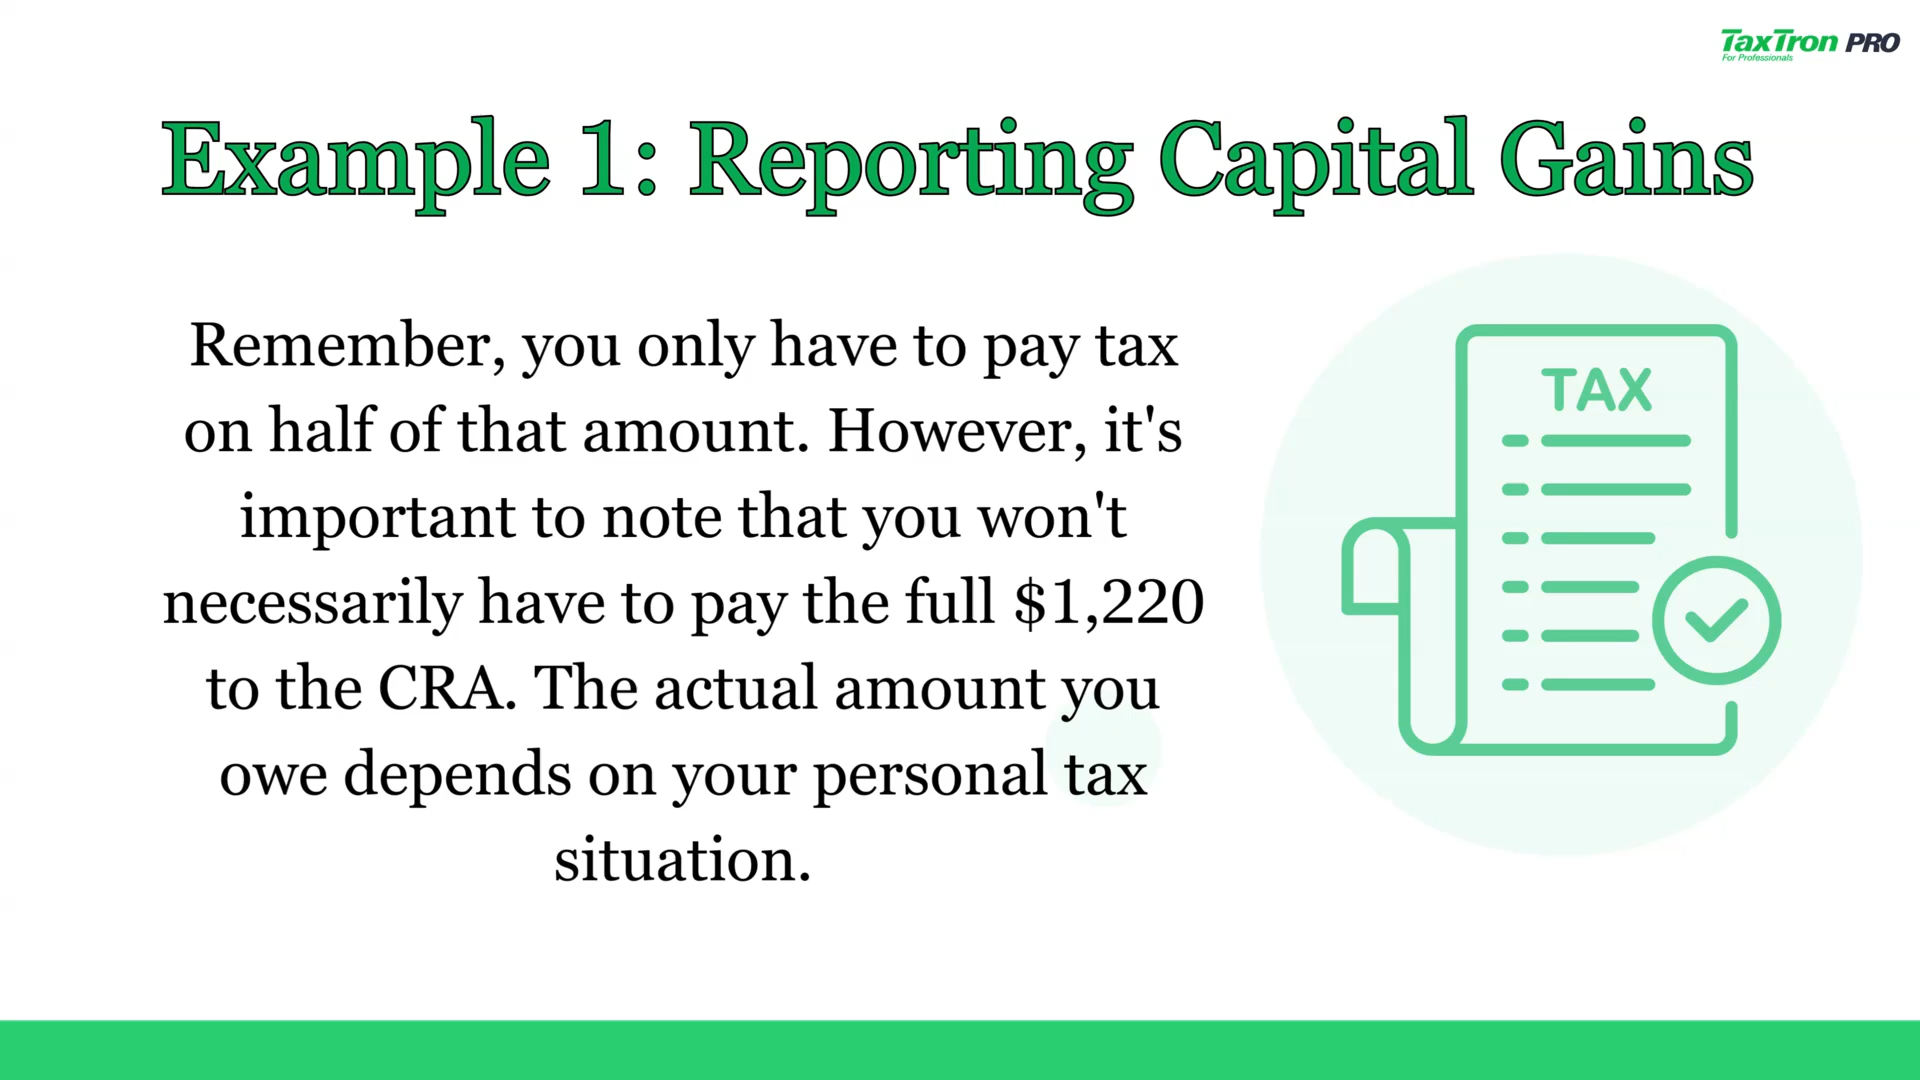 TaxTron PRO
For Professionals
Example 1: Reporting Capital Gains
Remember, you only have to pay tax
on half of that amount. However, it's
important to note that you won't
necessarily have to pay the full $1,220
to the CRA. The actual amount you
owe depends on your personal tax
situation.
TAX